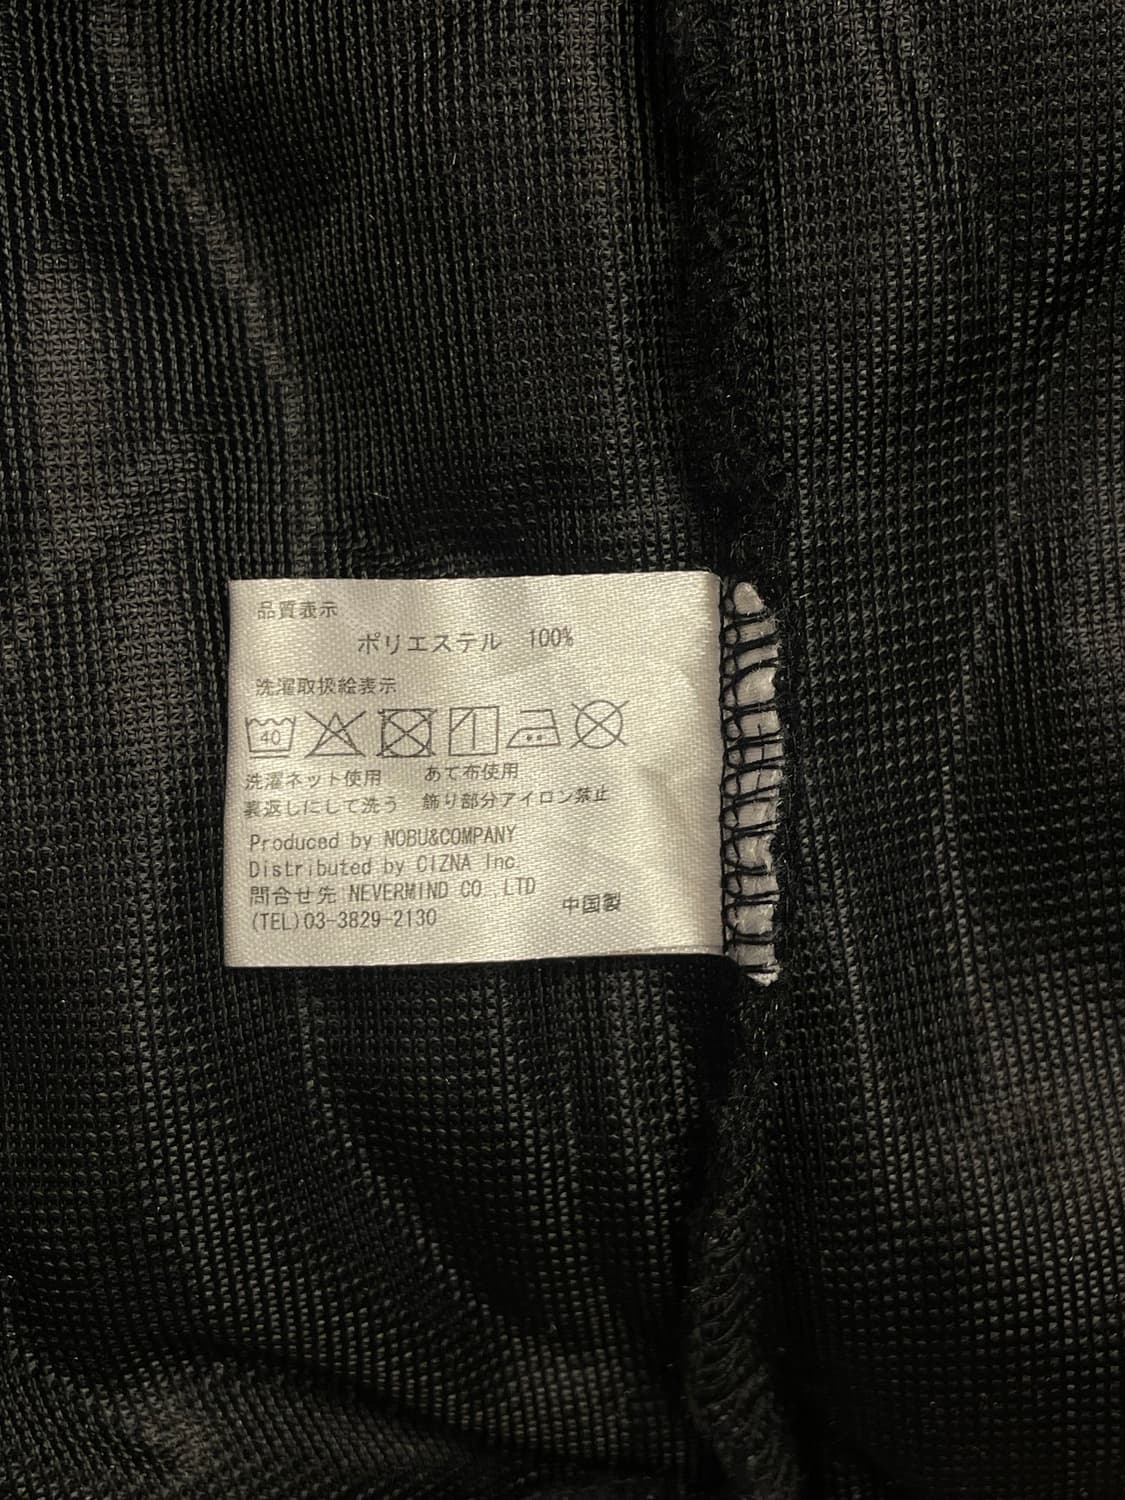 品質表示
ポリエステル 100%
洗濯取扱絵表示
40
洗濯ネット使用 あて布使用
裏返しにして洗う 飾り部分アイロン禁止
Produced by NOBU&COMPANY
Distributed by CIZNA Inc.
問合せ先 NEVERMIND CO.,LTD
(TEL)03-3829-2130 中国製